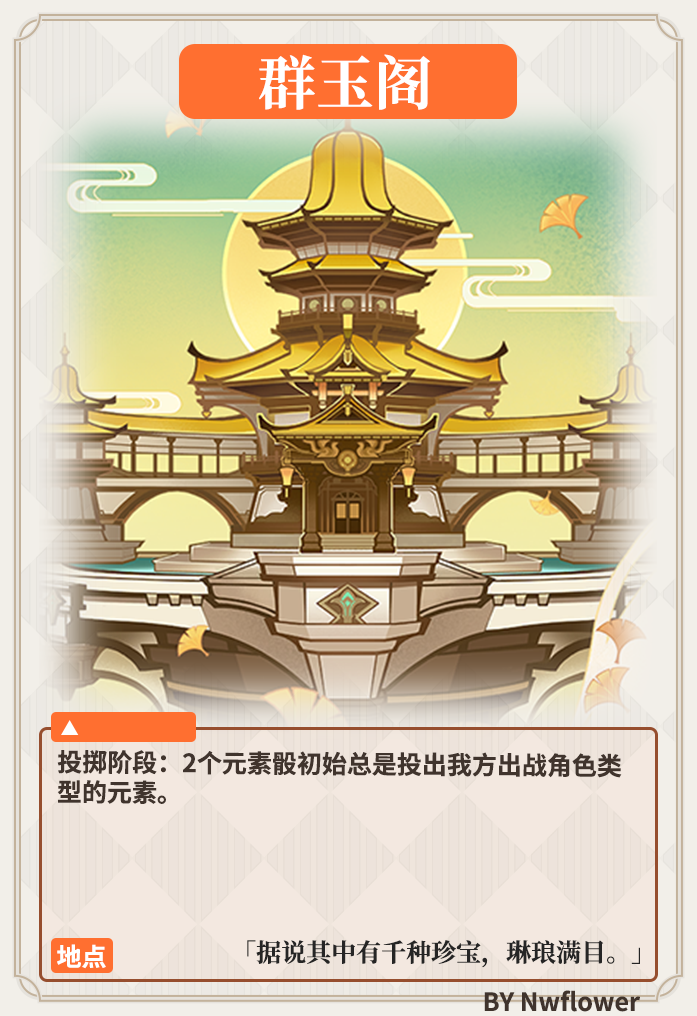 群玉阁
投掷阶段：2个元素骰初始总是投出我方出战角色类
型的元素。
地点
「据说其中有千种珍宝，琳琅满目。」
BY Nwflower